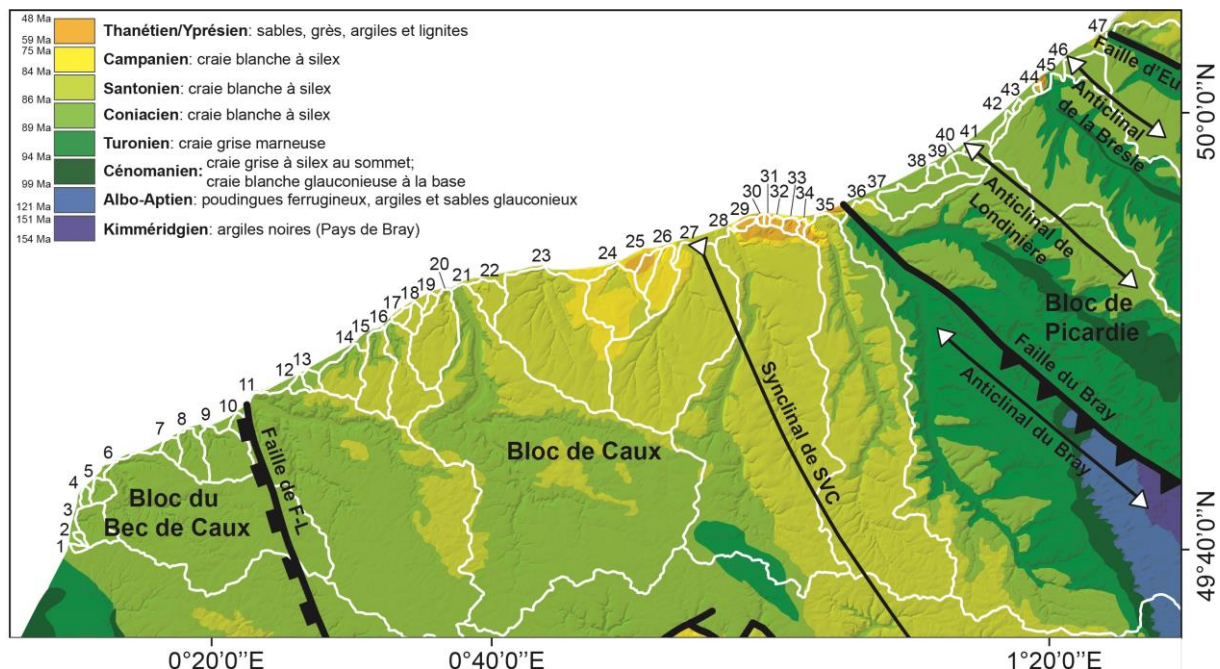 48 Ma
59 Ma
75 Ma
84 Ma
86 Ma
89 Ma
94 Ma
99 Ma
121 Ma
151 Ma
154 Ma
Thanétien/Yprésien: sables, grès, argiles et lignites
Campanien: craie blanche à silex
Santonien: craie blanche à silex
Coniacien: craie blanche à silex
Turonien: craie grise marneuse
Cénomanien: craie grise à silex au sommet;
craie blanche glauconieuse à la base
Albo-Aptien: poudingues ferrugineux, argiles et sables glauconieux
Kimméridgien: argiles noires (Pays de Bray)
1
2
3
4
5
6
7
8
9
10
11
12
13
14
15
16
17
18
19
20
21
22
23
24
25
26
27
28
29
30
31
32
33
34
35
36
37
38
39
40
41
42
43
44
45
46
47
Faille d'Eu
Anticlinal
de la Bresle
Anticlinal de
Londinière
Bloc de
Picardie
Faille du Bray
Anticlinal du Bray
Synclinal de SVC
Bloc de Caux
Faille de F-L
Bloc du
Bec de Caux
50°0'0''N
49°40'0''N
0°20'0''E
0°40'0''E
1°20'0''E